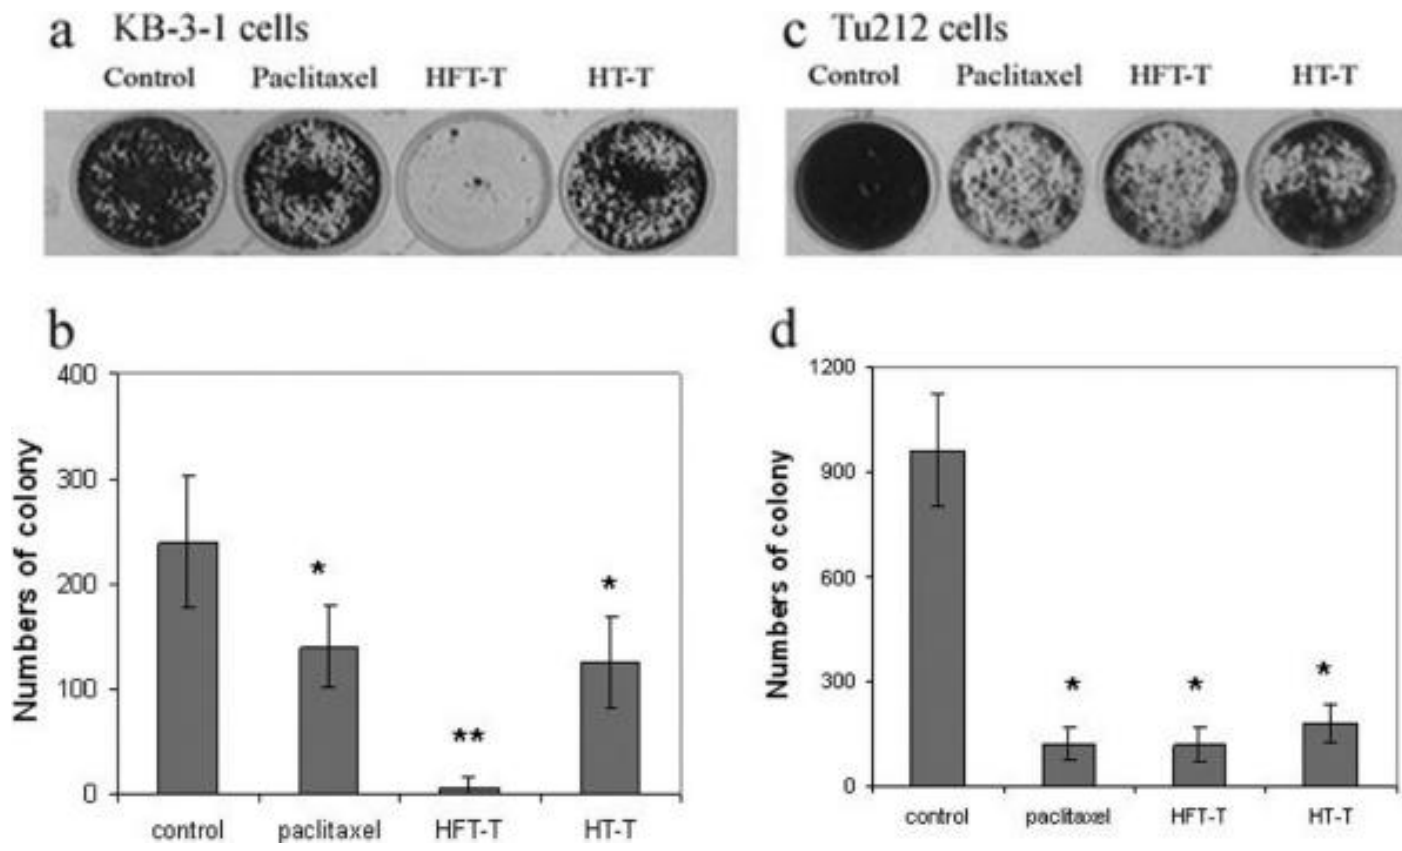 a KB-3-1 cells
Control Paclitaxel HFT-T HT-T
c Tu212 cells
Control Paclitaxel HFT-T HT-T
b
Numbers of colony
400
300
200
100
0
*
**
*
control paclitaxel HFT-T HT-T
d
Numbers of colony
1200
900
600
300
0
*
*
*
control paclitaxel HFT-T HT-T